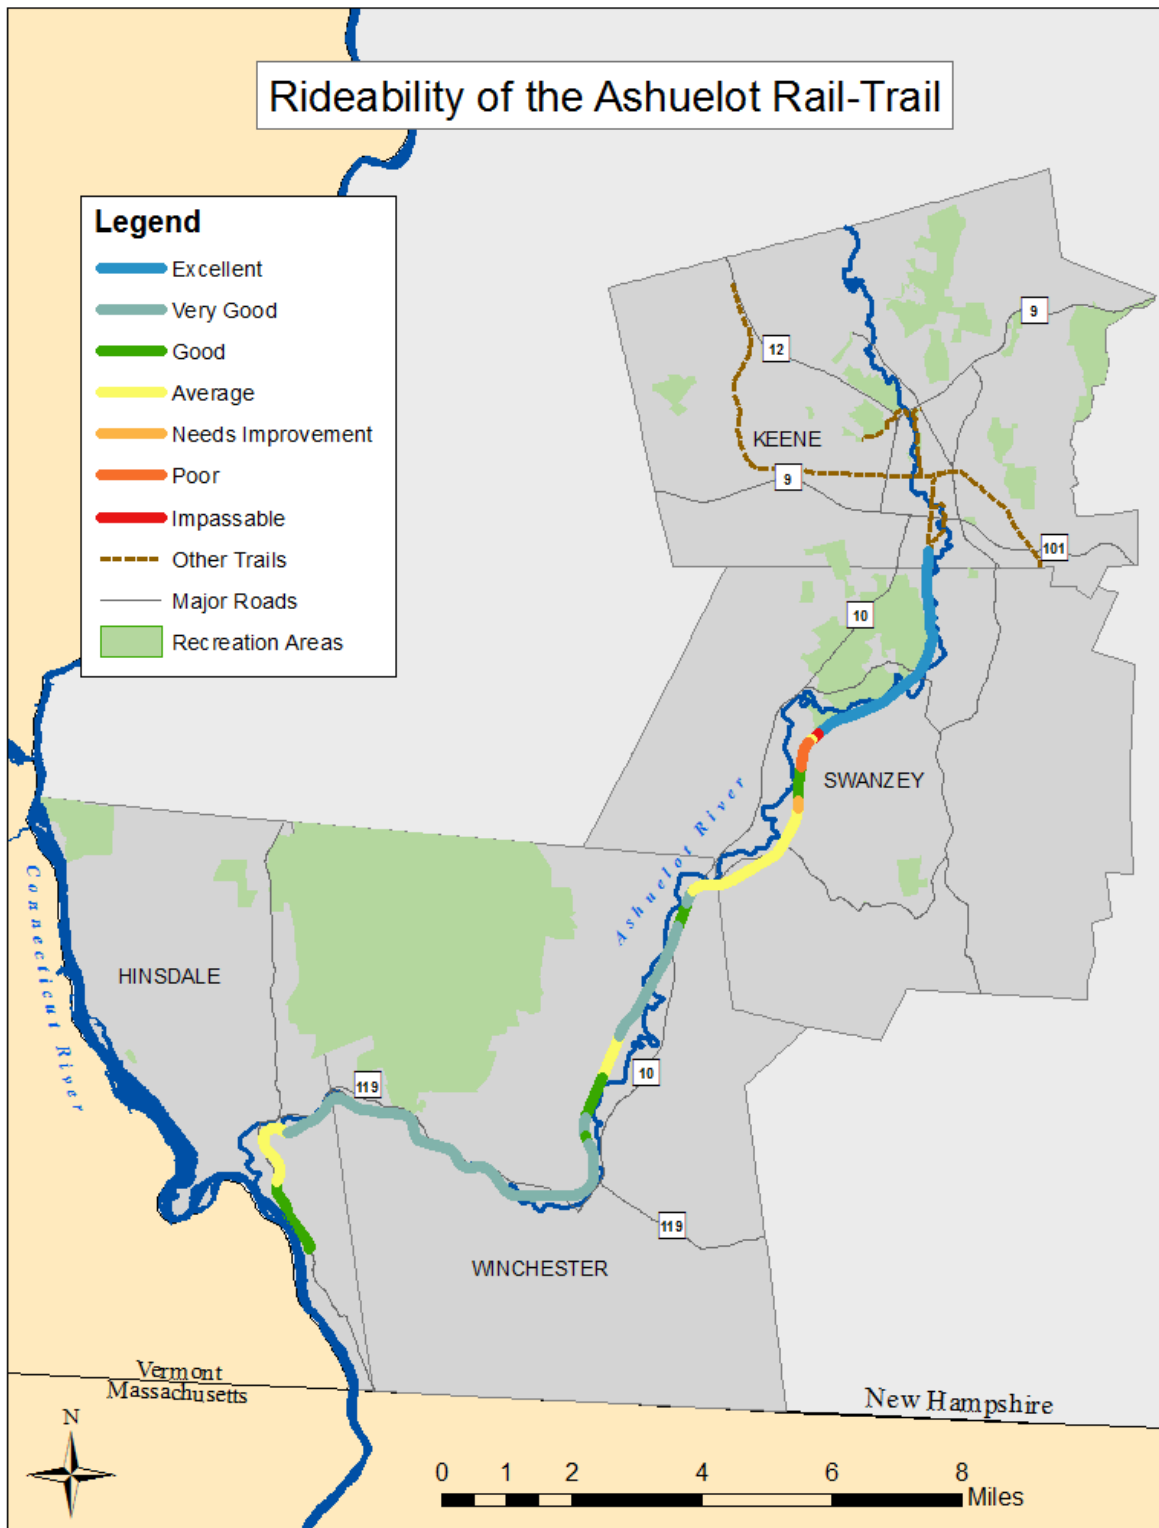 Rideability of the Ashuelot Rail-Trail
Legend
Excellent
Very Good
Good
Average
Needs Improvement
Poor
Impassable
Other Trails
Major Roads
Recreation Areas
9
12
KEENE
9
101
10
SWANZEY
Ashuelot River
Connecticut River
HINSDALE
10
119
119
WINCHESTER
Vermont
Massachusetts
New Hampshire
N
0 1 2 4 6 8
Miles